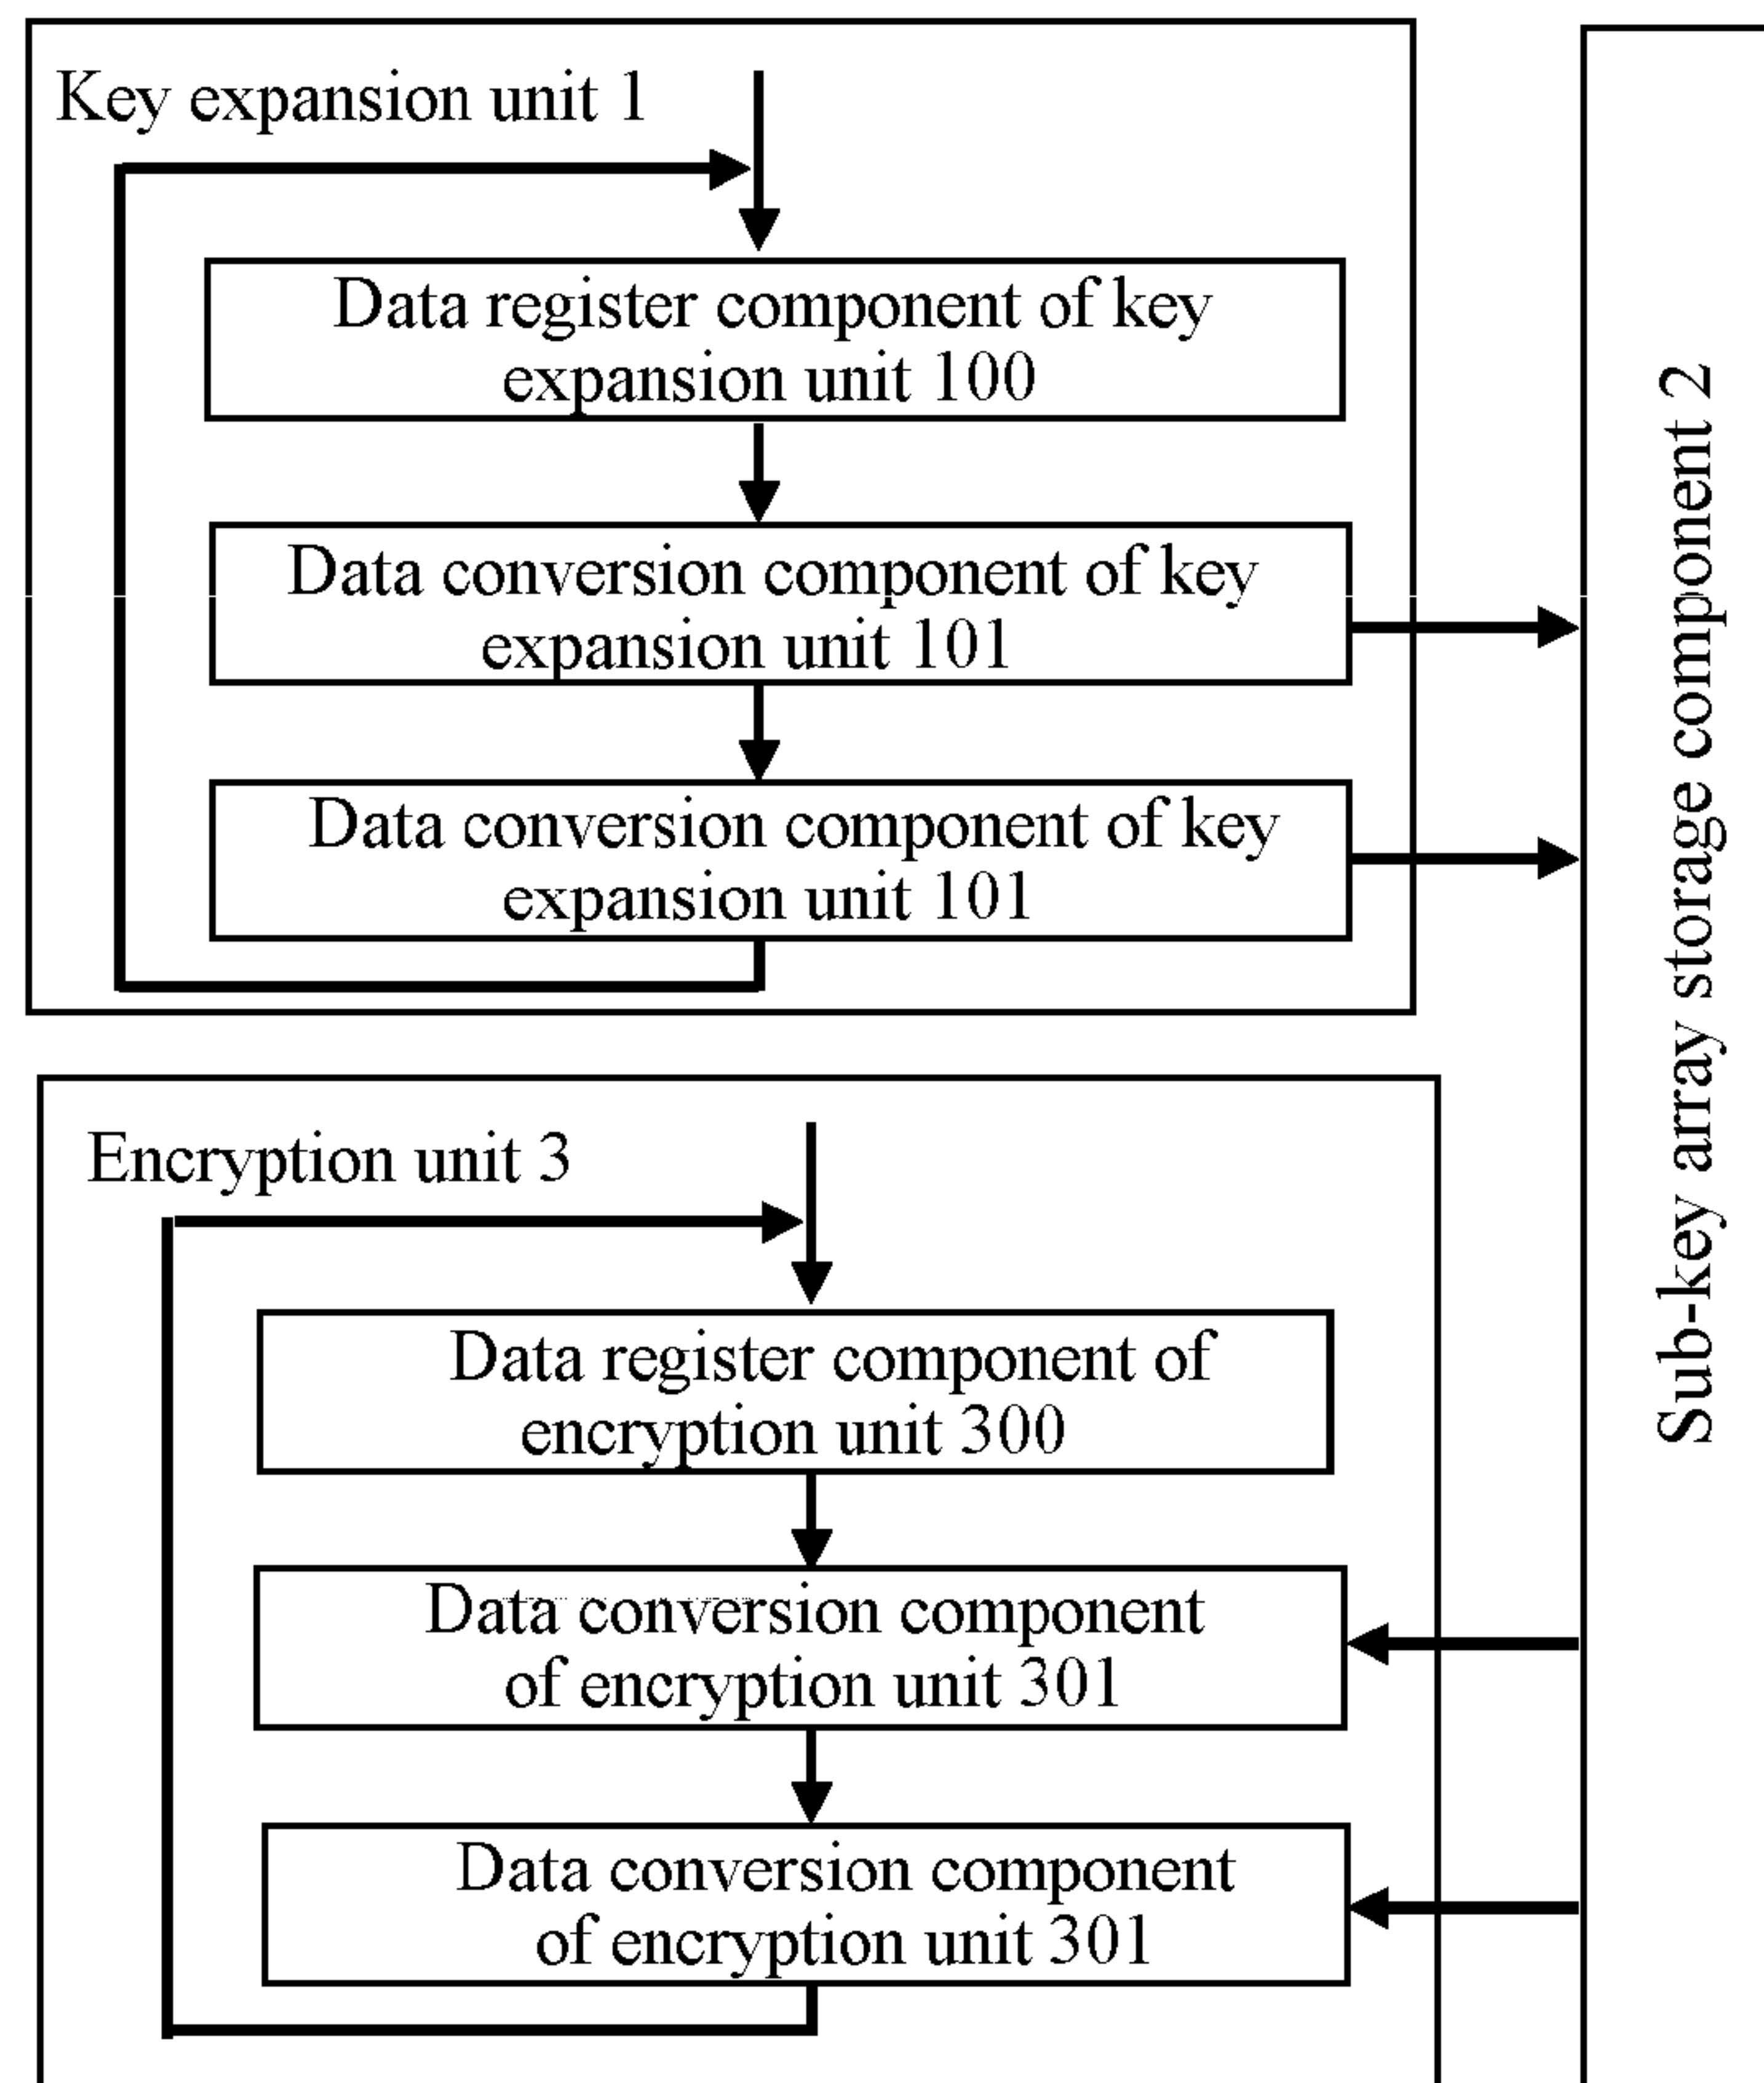 Key expansion unit 1
Data register component of key
expansion unit 100
Data conversion component of key
expansion unit 101
Data conversion component of key
expansion unit 101
Sub-key array storage component 2
Encryption unit 3
Data register component of
encryption unit 300
Data conversion component
of encryption unit 301
Data conversion component
of encryption unit 301